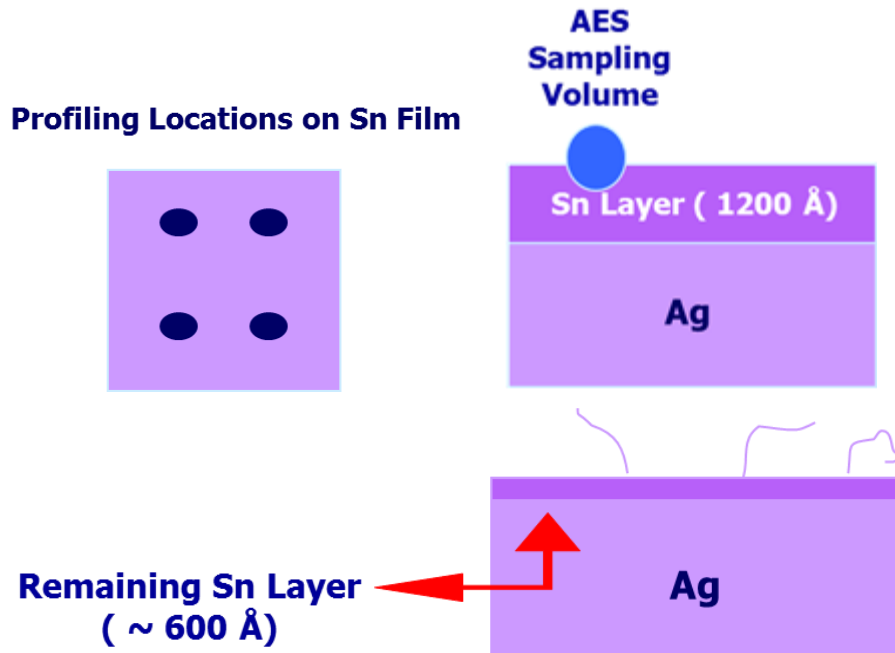 AES
Sampling
Volume
Profiling Locations on Sn Film
Sn Layer ( 1200 Å)
Ag
Remaining Sn Layer
( ~ 600 Å)
Ag